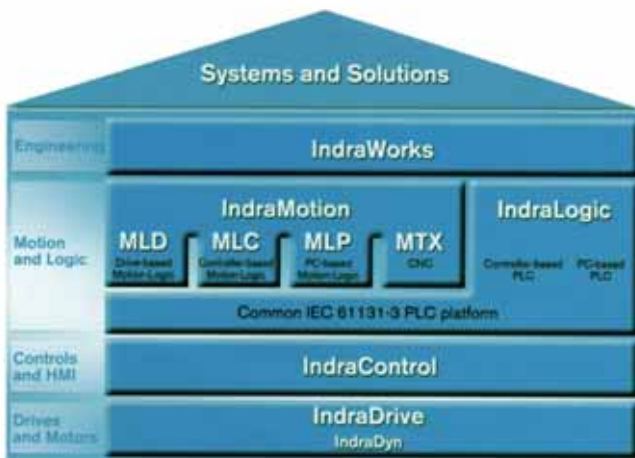 Systems and Solutions
Engineering
IndraWorks
Motion
and Logic
IndraMotion
IndraLogic
MLD
Drive-based
Motion-Logic
MLC
Controller-based
Motion-Logic
MLP
PC-based
Motion-Logic
MTX
CNC
Controller-based
PLC
PC-based
PLC
Common IEC 61131-3 PLC platform
Controls
and HMI
IndraControl
Drives
and Motors
IndraDrive
IndraDyn